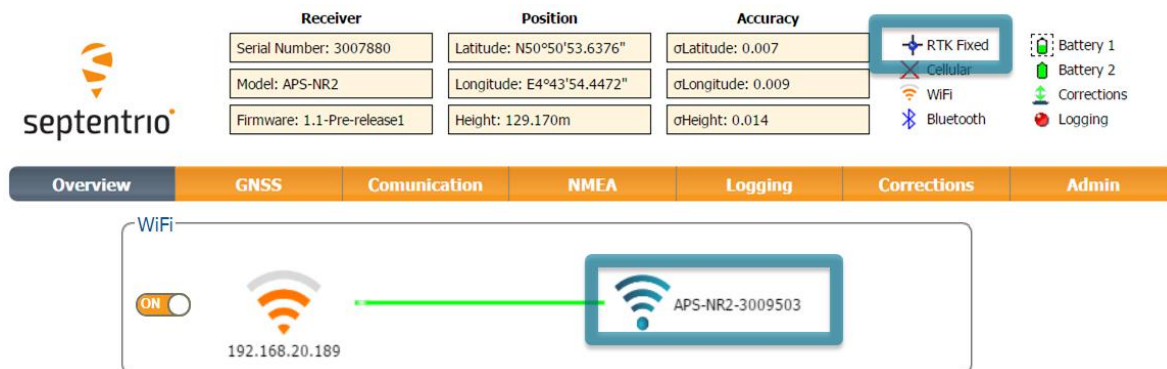 Receiver
Position
Accuracy
septentrio
Serial Number: 3007880
Latitude: N50°50'53.6376"
σLatitude: 0.007
RTK Fixed
Battery 1
Model: APS-NR2
Longitude: E4°43'54.4472"
σLongitude: 0.009
Cellular
Battery 2
WiFi
Corrections
Firmware: 1.1-Pre-release1
Height: 129.170m
σHeight: 0.014
Bluetooth
Logging
Overview
GNSS
Comunication
NMEA
Logging
Corrections
Admin
WiFi
ON
APS-NR2-3009503
192.168.20.189